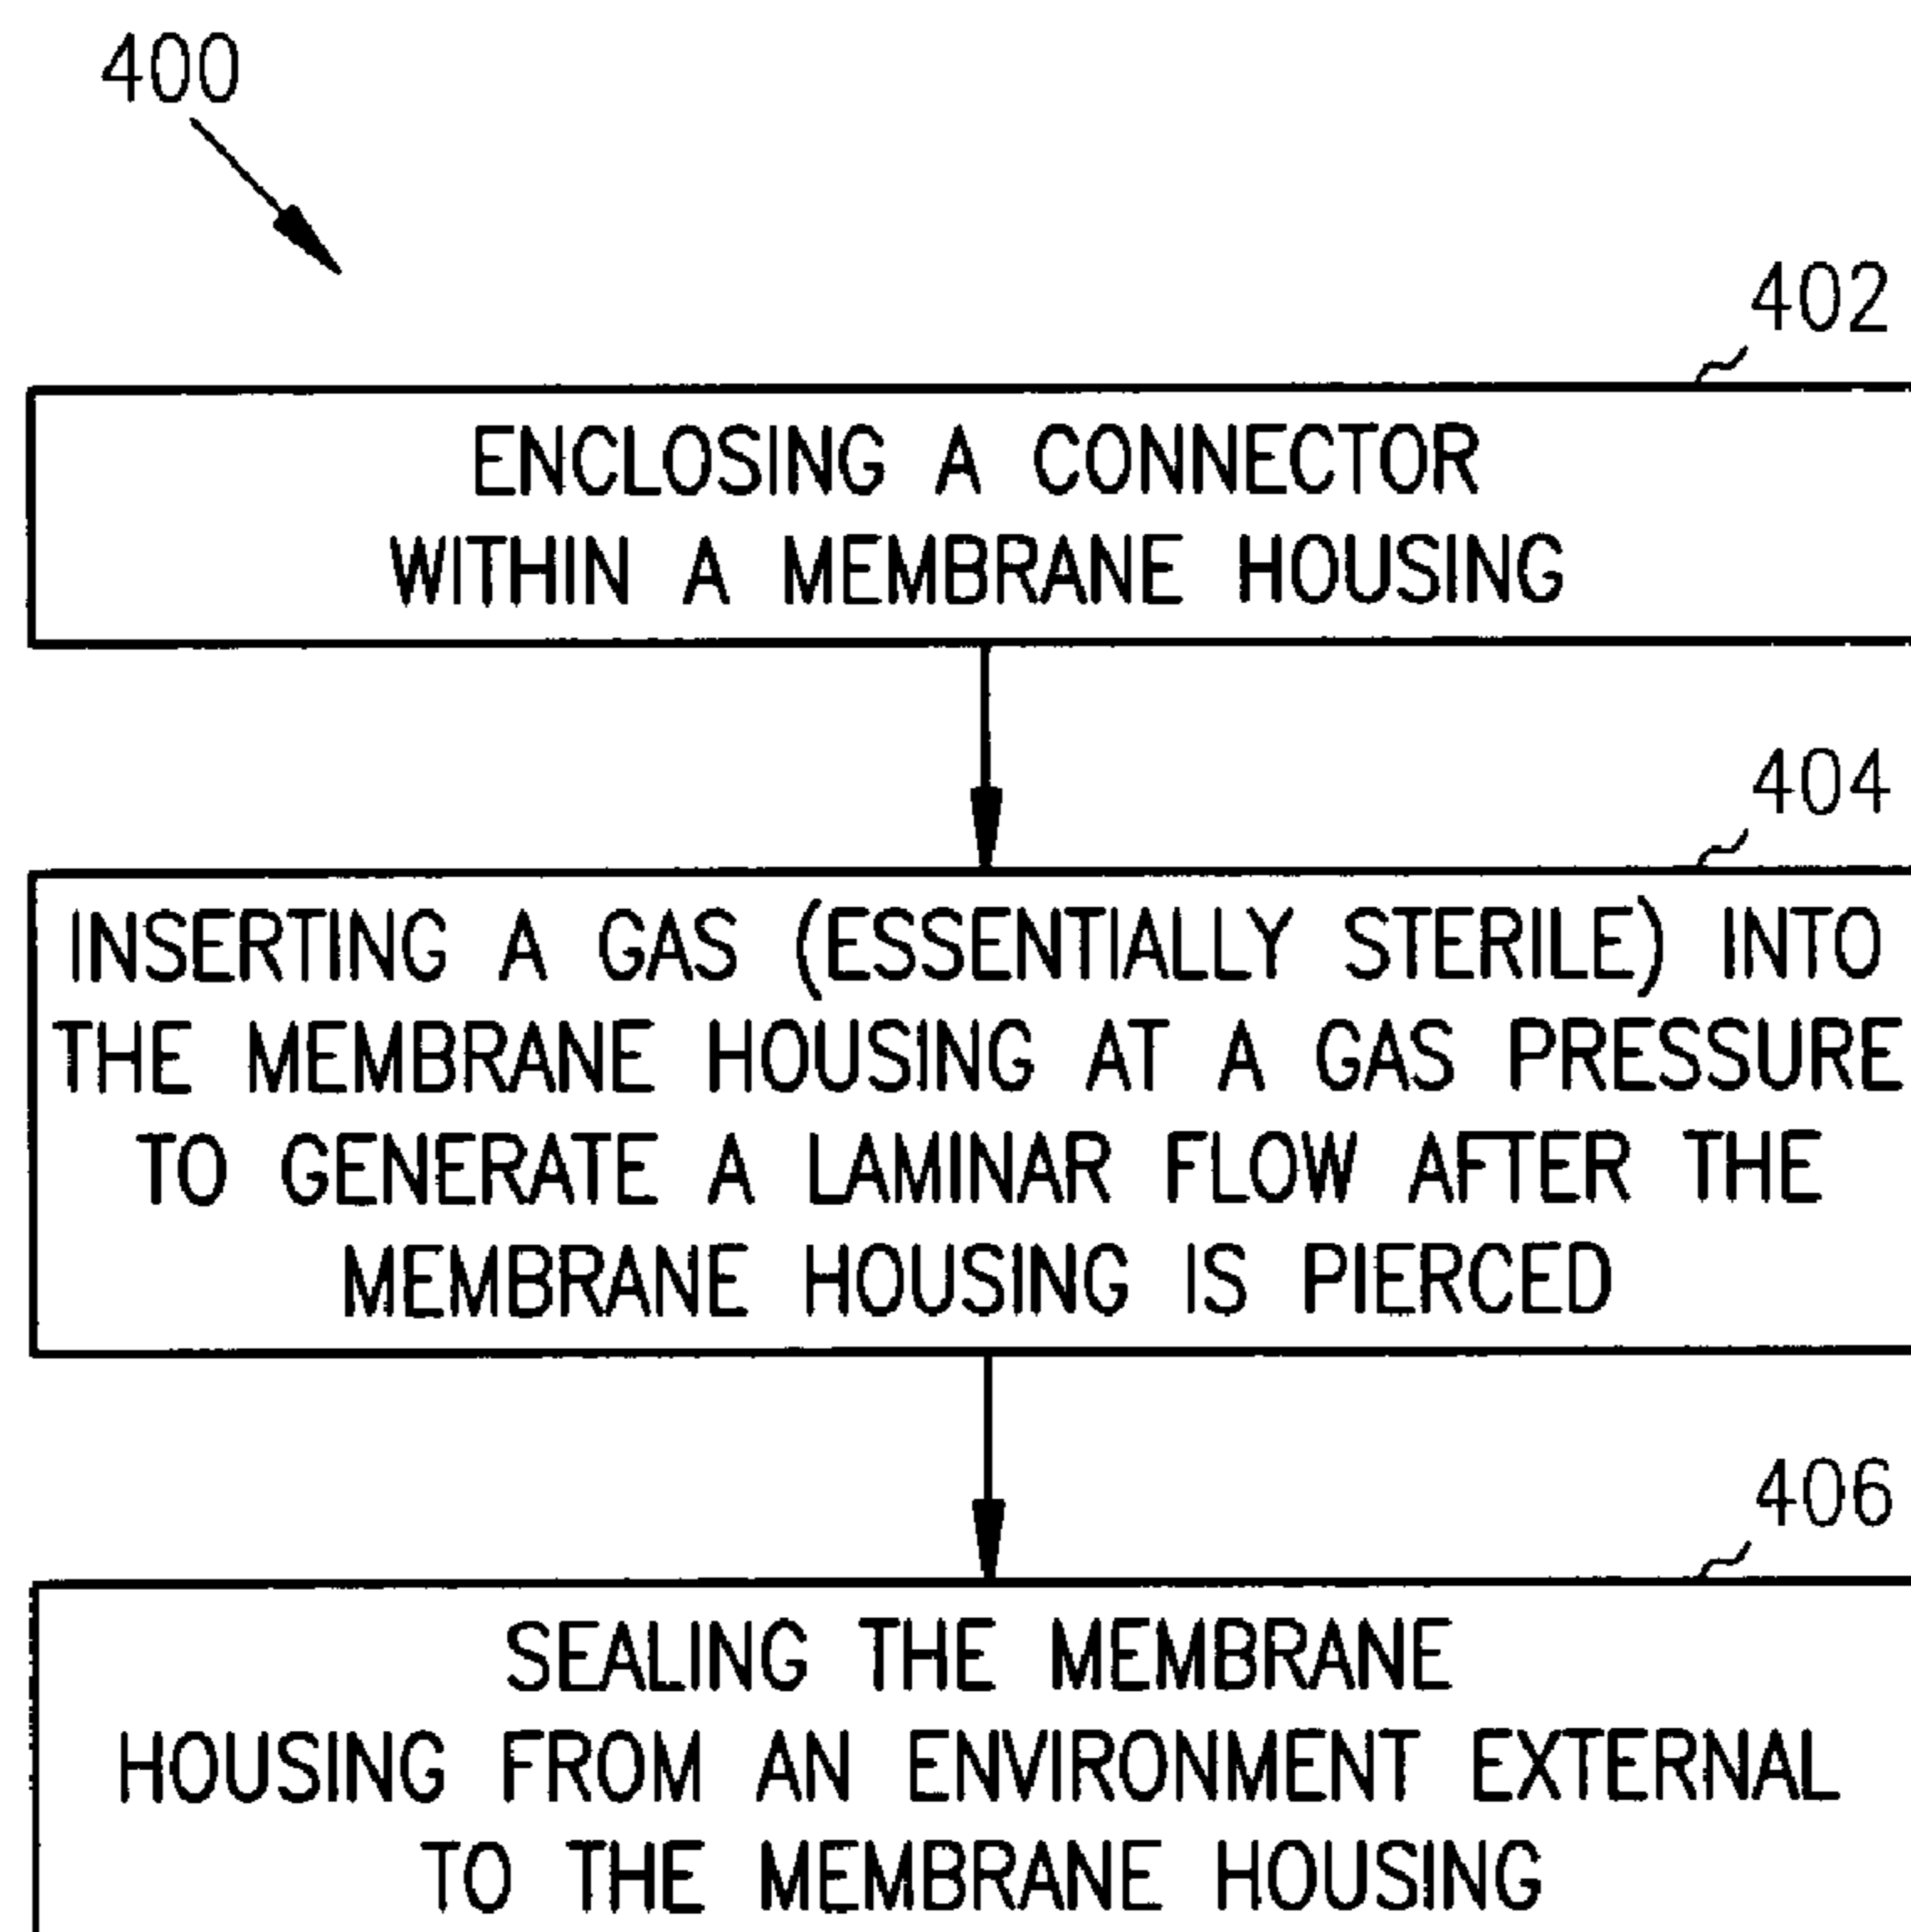 400
402
ENCLOSING A CONNECTOR
WITHIN A MEMBRANE HOUSING
404
INSERTING A GAS (ESSENTIALLY STERILE) INTO
THE MEMBRANE HOUSING AT A GAS PRESSURE
TO GENERATE A LAMINAR FLOW AFTER THE
MEMBRANE HOUSING IS PIERCED
406
SEALING THE MEMBRANE
HOUSING FROM AN ENVIRONMENT EXTERNAL
TO THE MEMBRANE HOUSING